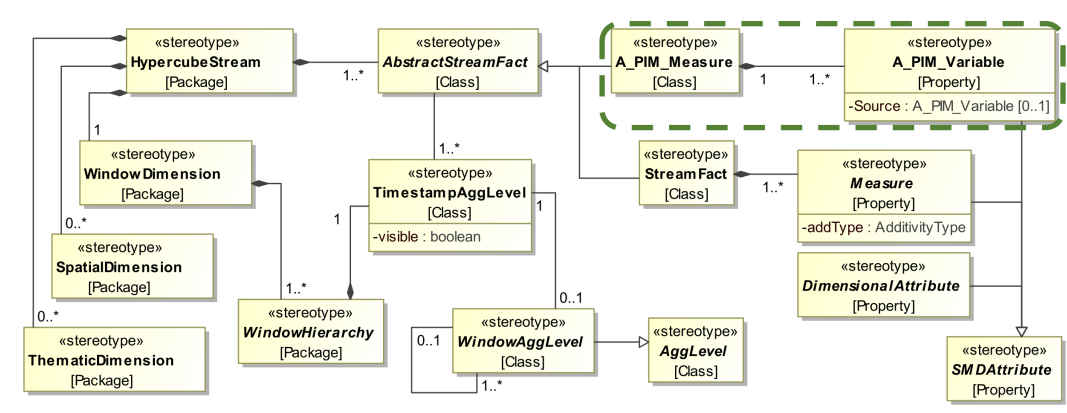 «stereotype»
HypercubeStream
[Package]
1..*
«stereotype»
AbstractStreamFact
[Class]
«stereotype»
A_PIM_Measure
[Class]
1
1..*
«stereotype»
A_PIM_Variable
[Property]
-Source : A_PIM_Variable [0..1]
1
«stereotype»
WindowDimension
[Package]
1..*
«stereotype»
TimestampAggLevel
[Class]
-visible : boolean
1
1
«stereotype»
StreamFact
[Class]
1..*
«stereotype»
Measure
[Property]
-addType : AdditivityType
0..*
«stereotype»
SpatialDimension
[Package]
1..*
«stereotype»
WindowHierarchy
[Package]
0..1
«stereotype»
DimensionalAttribute
[Property]
0..*
«stereotype»
ThematicDimension
[Package]
0..1
1..*
«stereotype»
WindowAggLevel
[Class]
«stereotype»
AggLevel
[Class]
«stereotype»
SMDAttribute
[Property]